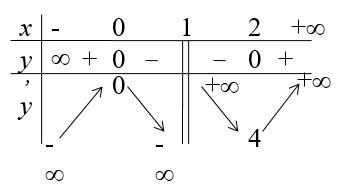 x - 0 1 2 +∞
y ∞ + 0 – – 0 +
, 0 +∞ +∞
y
- - 4
∞ ∞